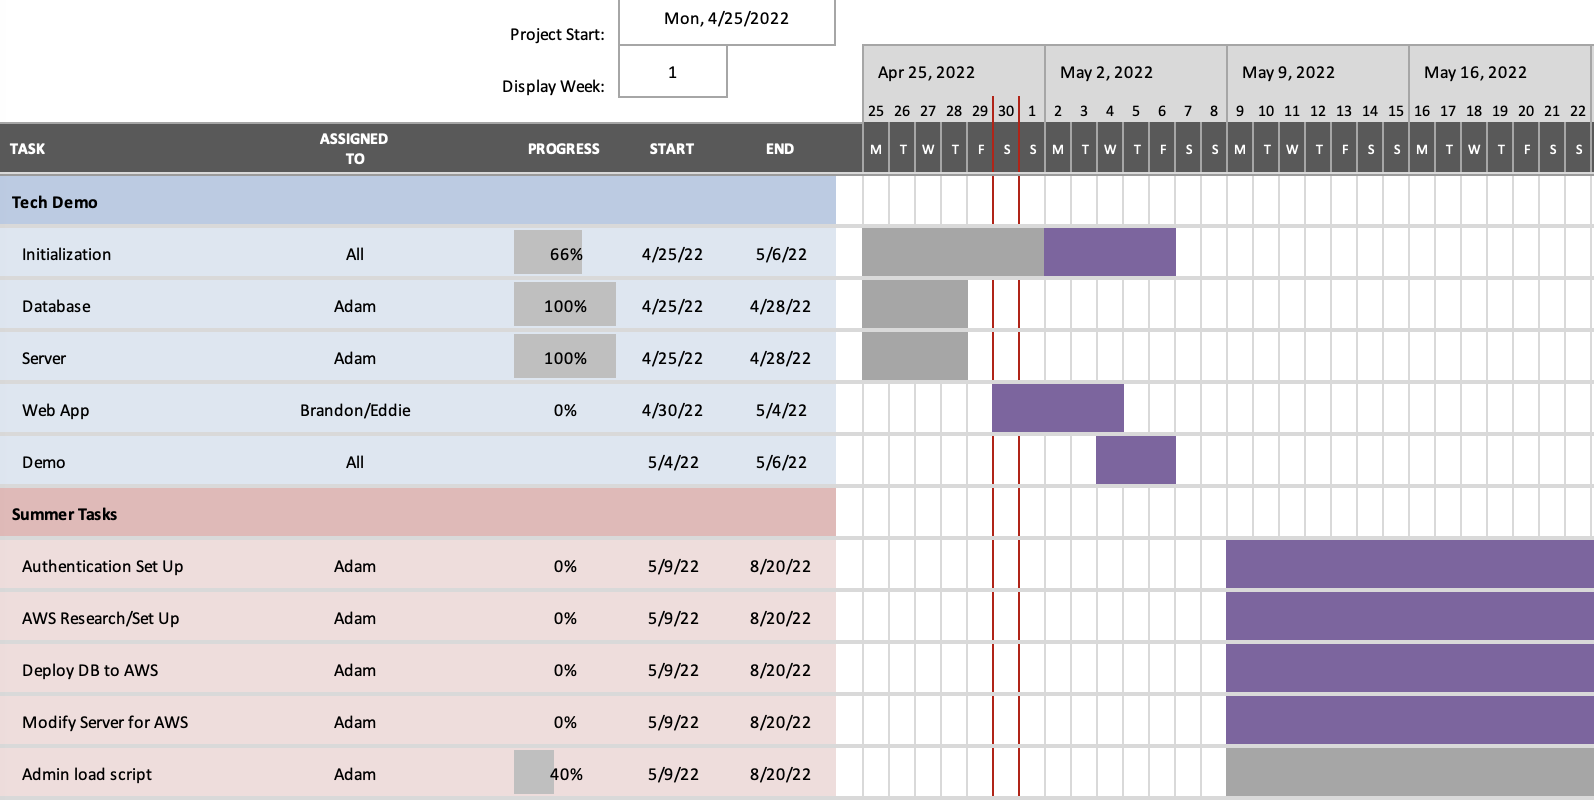 Mon, 4/25/2022
Project Start:
Display Week: 1
Apr 25, 2022 May 2, 2022 May 9, 2022 May 16, 2022
25 26 27 28 29 30 1 2 3 4 5 6 7 8 9 10 11 12 13 14 15 16 17 18 19 20 21 22
TASK ASSIGNED TO PROGRESS START END M T W T F S S M T W T F S S M T W T F S S M T W T F S S
Tech Demo
Initialization All 66% 4/25/22 5/6/22
Database Adam 100% 4/25/22 4/28/22
Server Adam 100% 4/25/22 4/28/22
Web App Brandon/Eddie 0% 4/30/22 5/4/22
Demo All 5/4/22 5/6/22
Summer Tasks
Authentication Set Up Adam 0% 5/9/22 8/20/22
AWS Research/Set Up Adam 0% 5/9/22 8/20/22
Deploy DB to AWS Adam 0% 5/9/22 8/20/22
Modify Server for AWS Adam 0% 5/9/22 8/20/22
Admin load script Adam 40% 5/9/22 8/20/22